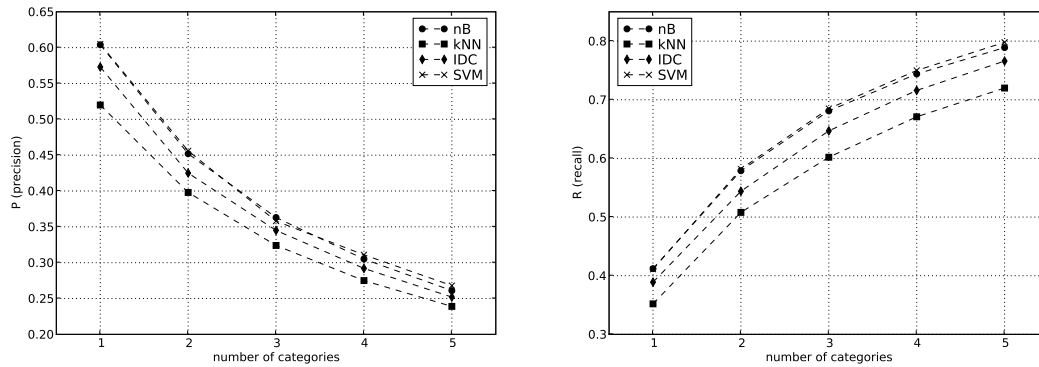 0.65
0.60
0.55
0.50
0.45
0.40
0.35
0.30
0.25
0.20
P (precision)
1 2 3 4 5
number of categories
nB
kNN
IDC
SVM
0.8
0.7
0.6
0.5
0.4
0.3
R (recall)
1 2 3 4 5
number of categories
nB
kNN
IDC
SVM